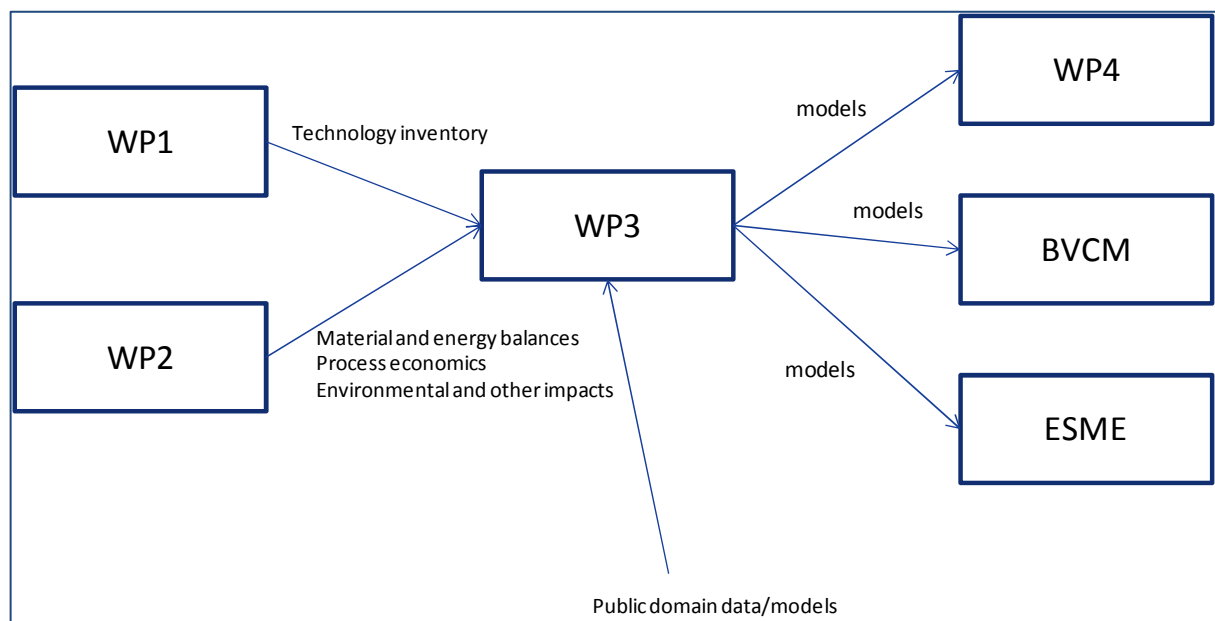 WP4
models
WP1
Technology inventory
WP3
models
BVCM
WP2
Material and energy balances
Process economics
Environmental and other impacts
models
ESME
Public domain data/models